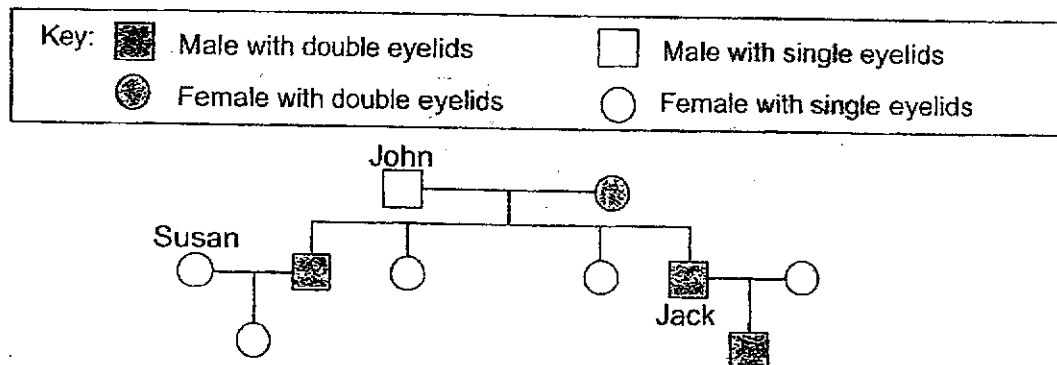 Key: Male with double eyelids Male with single eyelids
Female with double eyelids Female with single eyelids
John
Susan
Jack